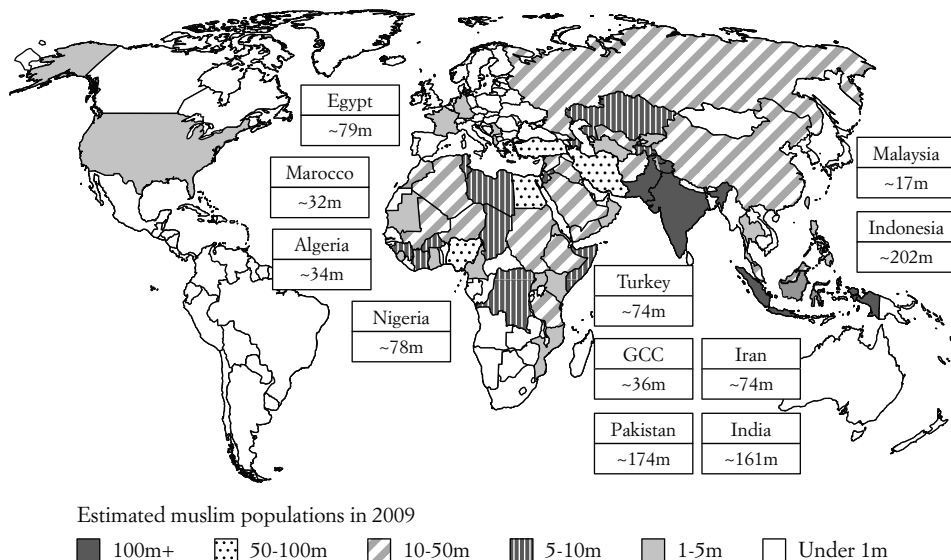 Egypt
~79m
Marocco
~32m
Algeria
~34m
Nigeria
~78m
Malaysia
~17m
Indonesia
~202m
Turkey
~74m
GCC
~36m
Iran
~74m
Pakistan
~174m
India
~161m
Estimated muslim populations in 2009
100m+ 50-100m 10-50m 5-10m 1-5m Under 1m